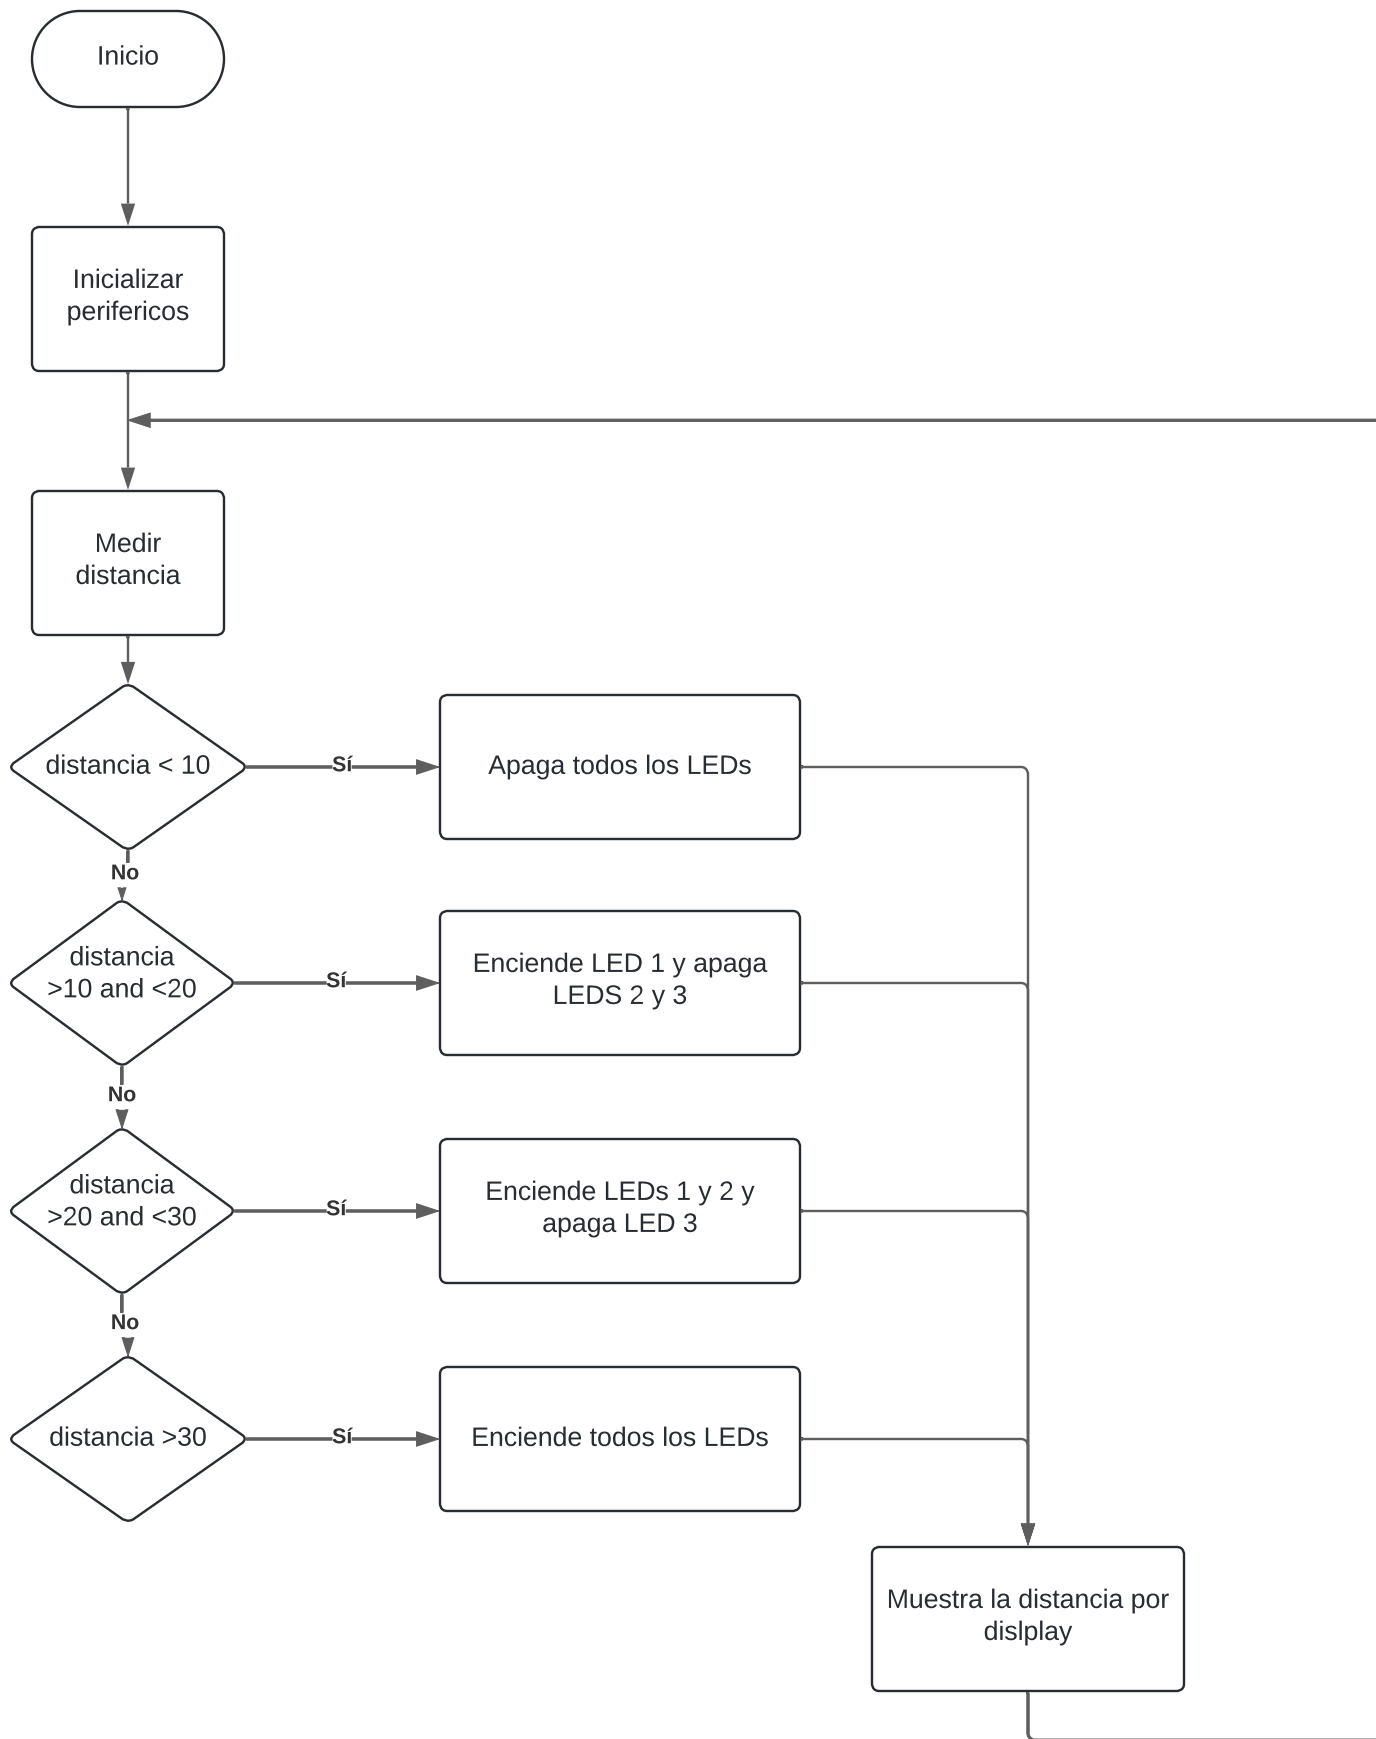 Inicio
Inicializar
perifericos
Medir
distancia
distancia < 10
Sí
Apaga todos los LEDs
No
distancia
>10 and <20
Sí
Enciende LED 1 y apaga
LEDS 2 y 3
No
distancia
>20 and <30
Sí
Enciende LEDs 1 y 2 y
apaga LED 3
No
distancia >30
Sí
Enciende todos los LEDs
Muestra la distancia por
dislplay